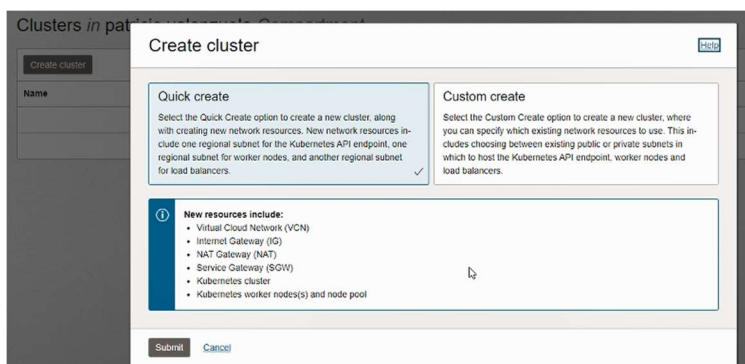 Clusters in pat
Create cluster
Name
Create cluster
Help
Quick create
Select the Quick Create option to create a new cluster, along
with creating new network resources. New network resources in-
clude one regional subnet for the Kubernetes API endpoint, one
regional subnet for worker nodes, and another regional subnet
for load balancers.
Custom create
Select the Custom Create option to create a new cluster, where
you can specify which existing network resources to use. This in-
cludes choosing between existing public or private subnets in
which to host the Kubernetes API endpoint, worker nodes and
load balancers.
New resources include:
• Virtual Cloud Network (VCN)
• Internet Gateway (IG)
• NAT Gateway (NAT)
• Service Gateway (SGW)
• Kubernetes cluster
• Kubernetes worker nodes(s) and node pool
Submit
Cancel